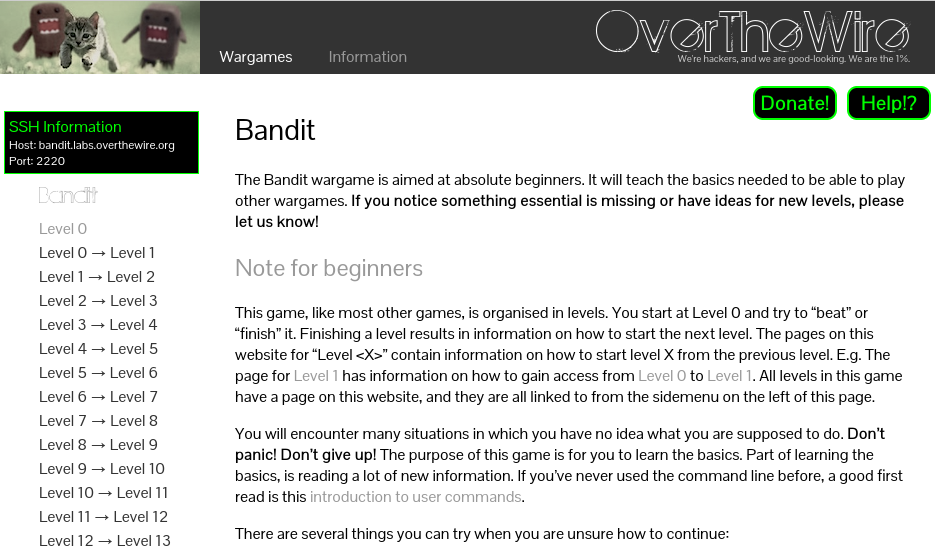 OverTheWire
We're hackers, and we are good-looking. We are the 1%.
Wargames
Information
Donate!
Help!?
SSH Information
Host: bandit.labs.overthewire.org
Port: 2220
Bandit
Level 0
Level 0 → Level 1
Level 1 → Level 2
Level 2 → Level 3
Level 3 → Level 4
Level 4 → Level 5
Level 5 → Level 6
Level 6 → Level 7
Level 7 → Level 8
Level 8 → Level 9
Level 9 → Level 10
Level 10 → Level 11
Level 11 → Level 12
Level 12 → Level 13
Bandit
The Bandit wargame is aimed at absolute beginners. It will teach the basics needed to be able to play
other wargames. If you notice something essential is missing or have ideas for new levels, please
let us know!
Note for beginners
This game, like most other games, is organised in levels. You start at Level 0 and try to “beat” or
“finish” it. Finishing a level results in information on how to start the next level. The pages on this
website for “Level <X>” contain information on how to start level X from the previous level. E.g. The
page for Level 1 has information on how to gain access from Level 0 to Level 1. All levels in this game
have a page on this website, and they are all linked to from the sidemenu on the left of this page.
You will encounter many situations in which you have no idea what you are supposed to do. Don’t
panic! Don’t give up! The purpose of this game is for you to learn the basics. Part of learning the
basics, is reading a lot of new information. If you’ve never used the command line before, a good first
read is this introduction to user commands.
There are several things you can try when you are unsure how to continue: